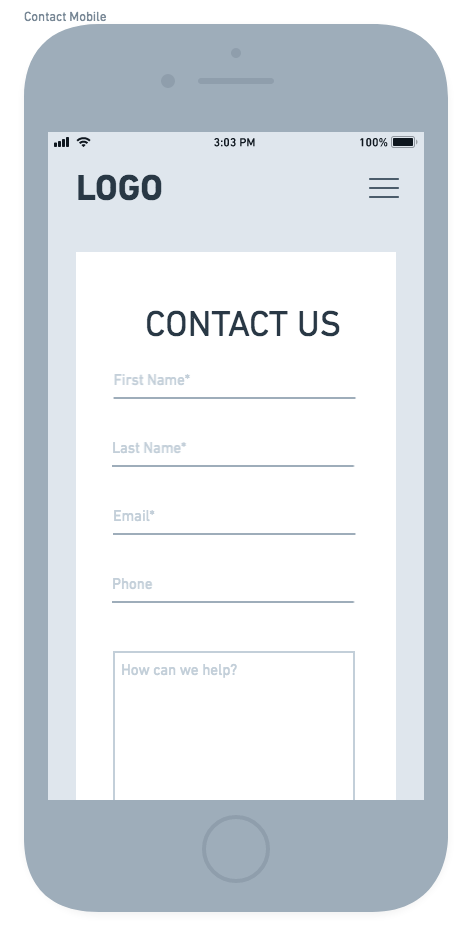 Contact Mobile
3:03 PM 100%
LOGO
CONTACT US
First Name*
Last Name*
Email*
Phone
How can we help?